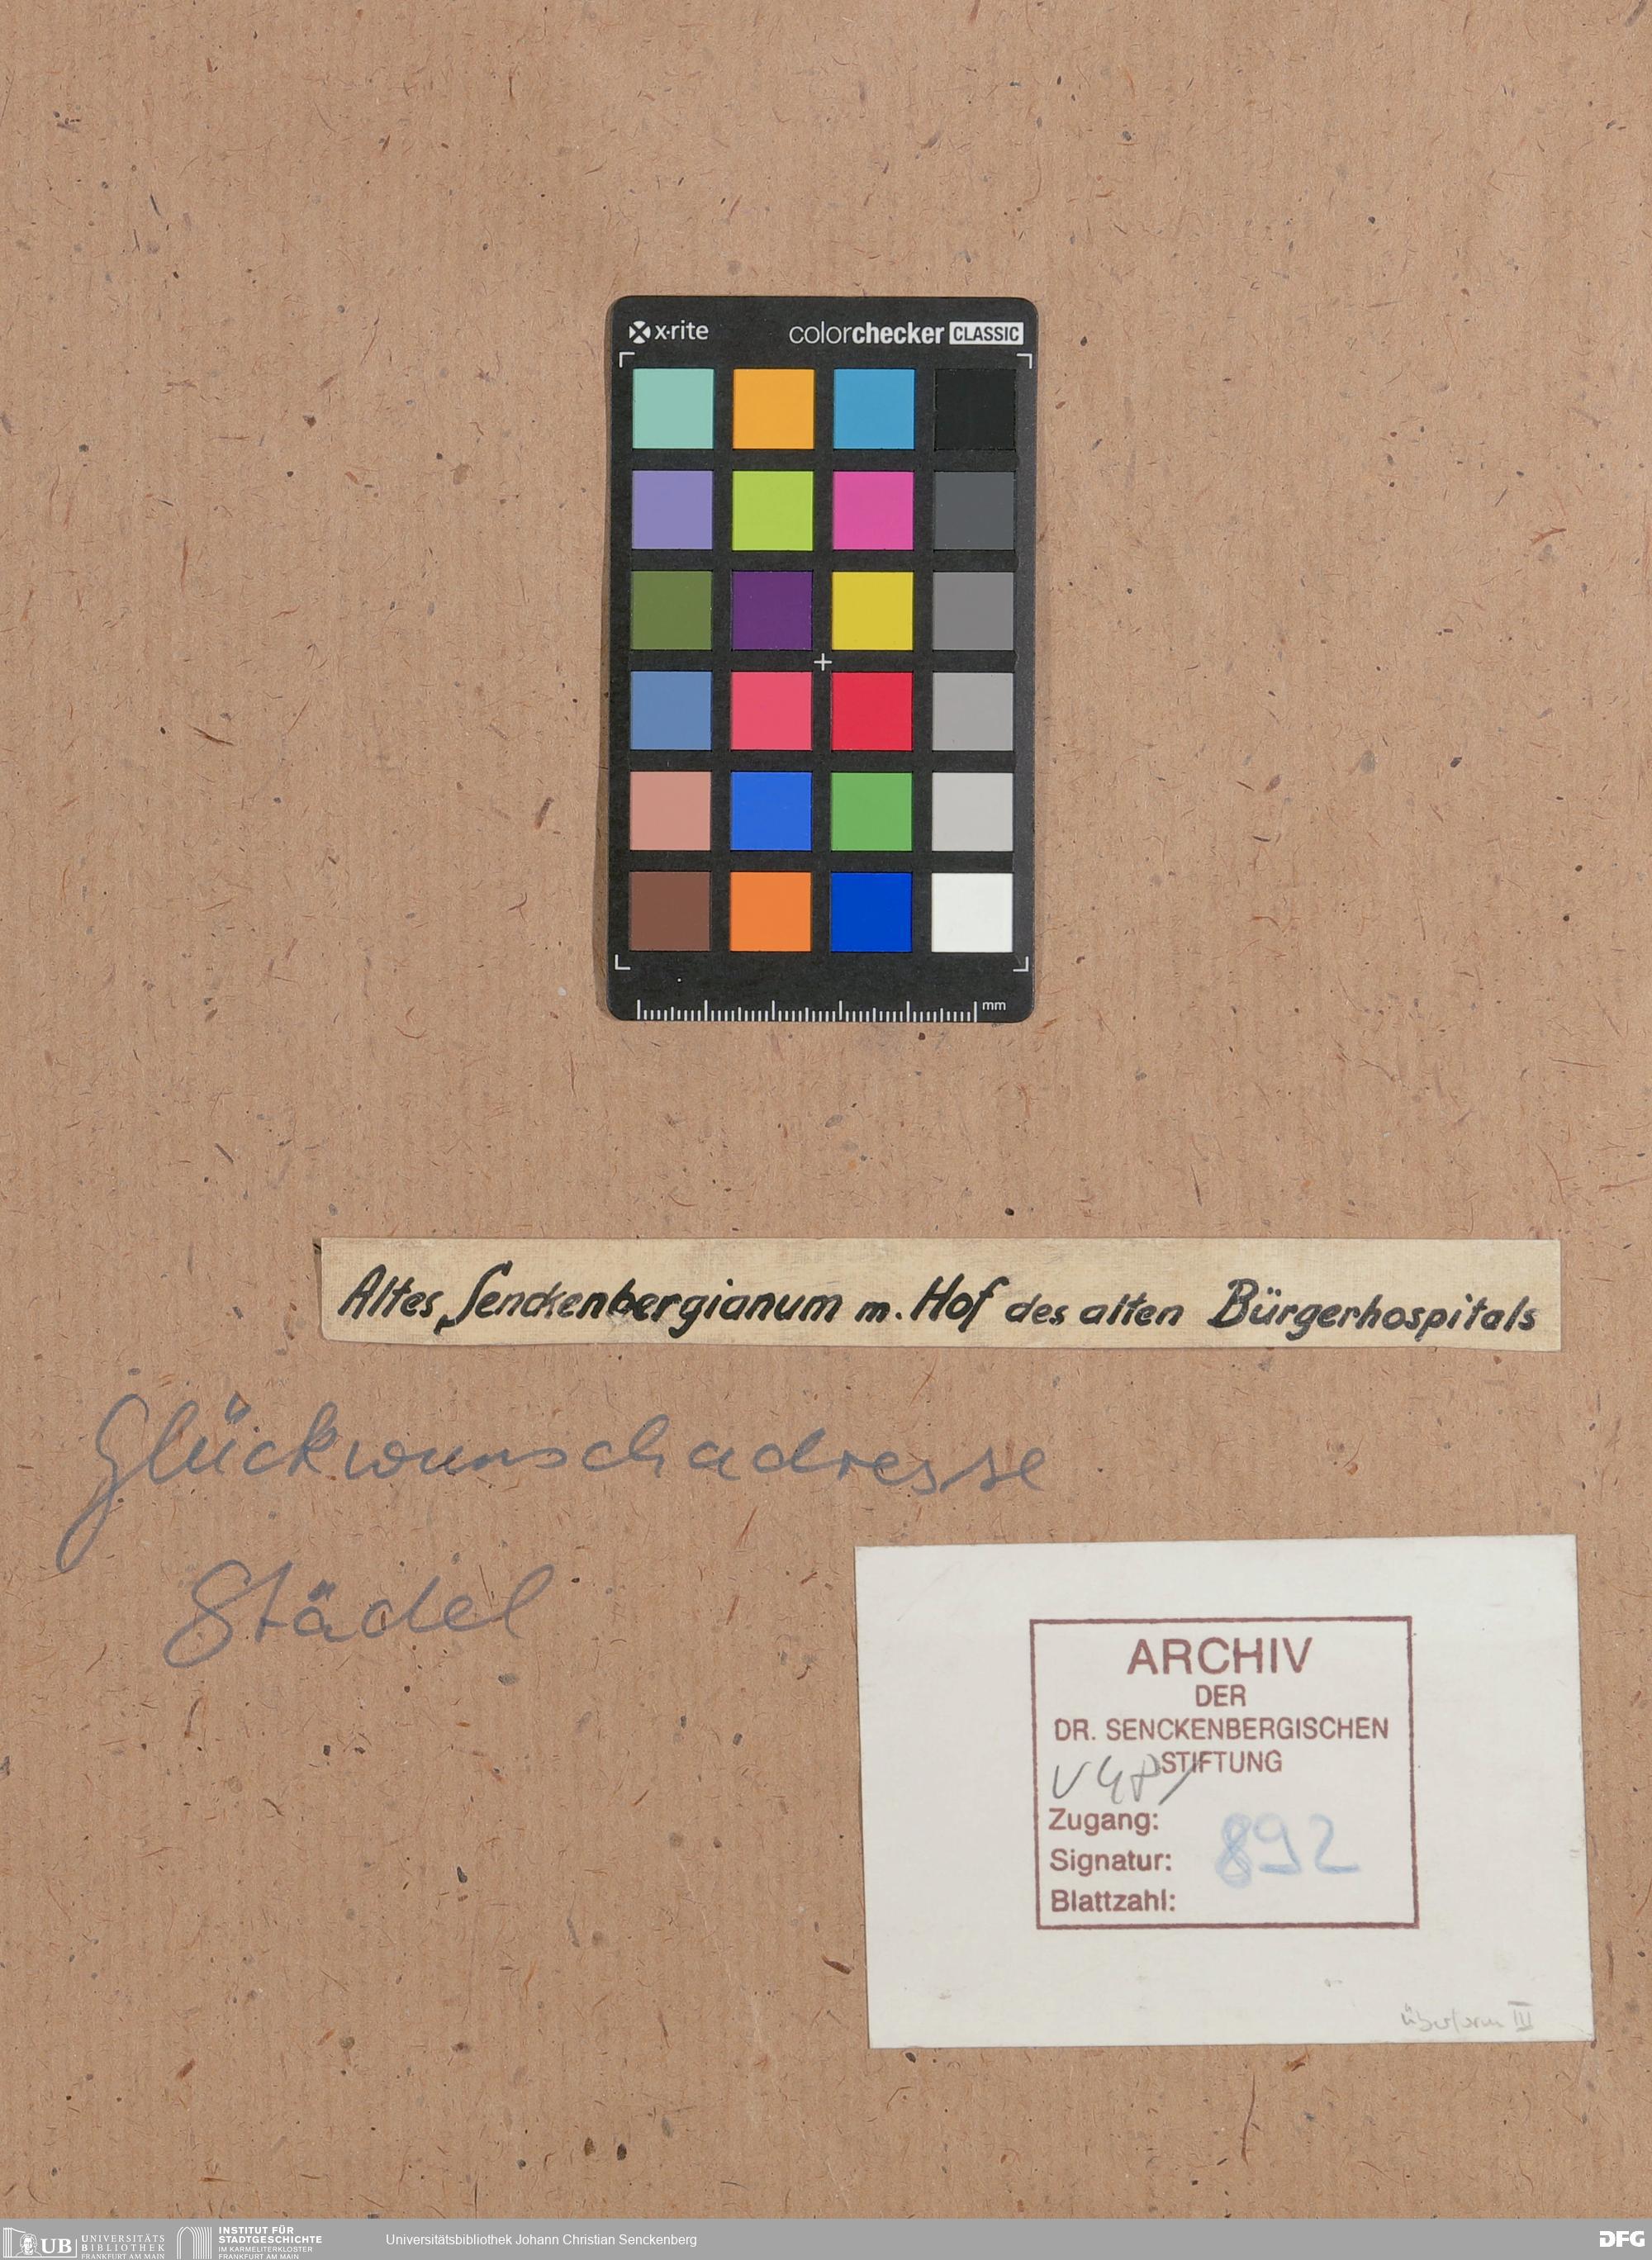 x·rite colorchecker CLASSIC
mm
Altes Senckenbergianum m. Hof des alten Bürgerhospitals
Glückwunschadresse
Städel
ARCHIV
DER
DR. SENCKENBERGISCHEN
STIFTUNG
Zugang:
Signatur: 892
Blattzahl:
überform III
UB UNIVERSITÄTS
BIBLIOTHEK
FRANKFURT AM MAIN
INSTITUT FÜR
STADTGESCHICHTE
IM KARMELITERKLOSTER
FRANKFURT AM MAIN
Universitätsbibliothek Johann Christian Senckenberg
DFG